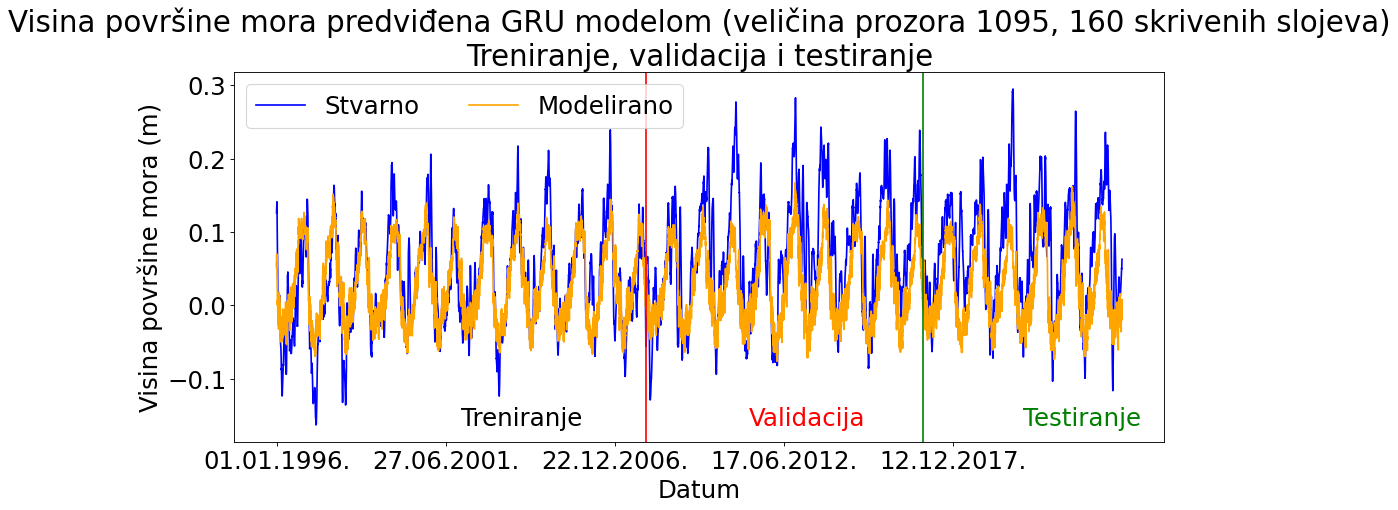 Visina površine mora predviđena GRU modelom (veličina prozora 1095, 160 skrivenih slojeva)
Treniranje, validacija i testiranje
Stvarno
Modelirano
Visina površine mora (m)
0.3
0.2
0.1
0.0
−0.1
Treniranje
Validacija
Testiranje
01.01.1996.
27.06.2001.
22.12.2006.
17.06.2012.
12.12.2017.
Datum